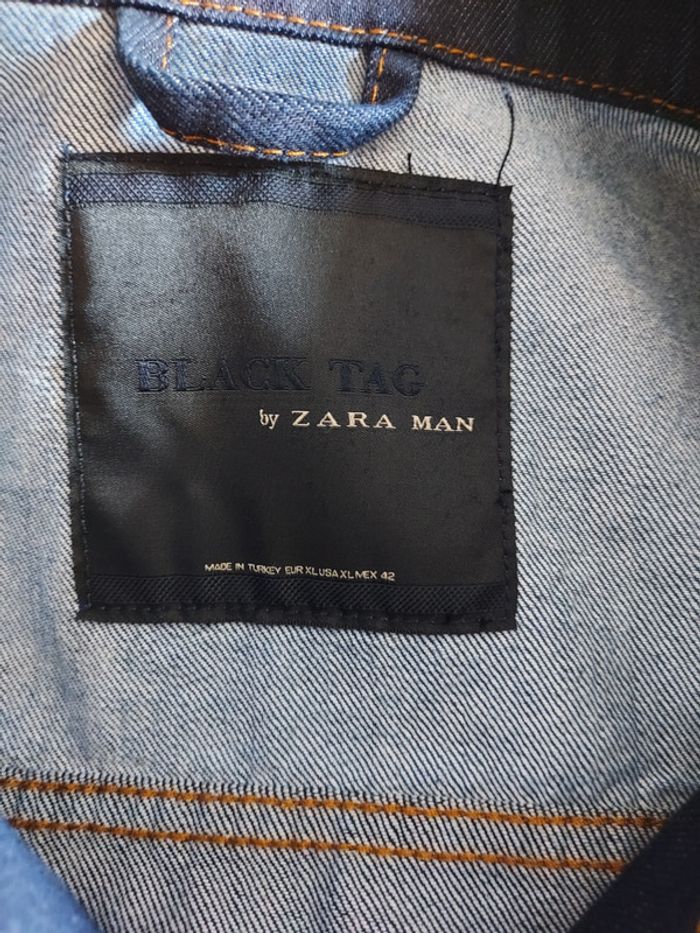 BLACK TAG
by ZARA MAN
MADE IN TURKEY EUR XL USA XL MEX 42